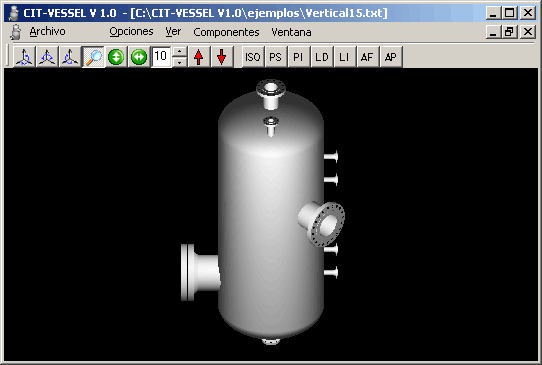 CIT-VESSEL V 1.0 - [C:\CIT-VESSEL V1.0\ejemplos\Vertical15.txt]
Archivo Opciones Ver Componentes Ventana
10 ISO PS PI LD LI AF AP